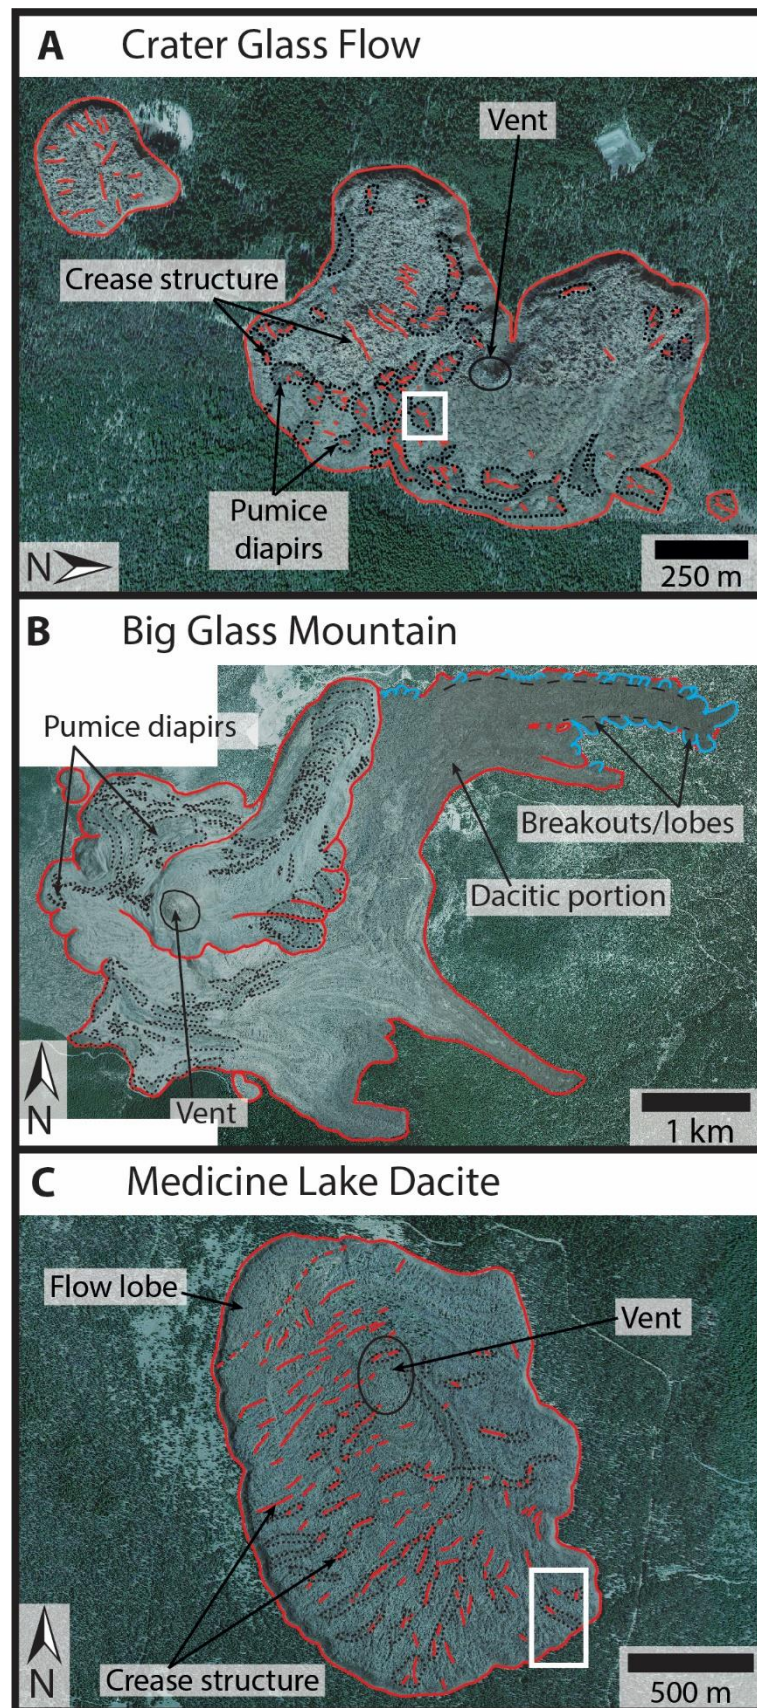 A Crater Glass Flow
Vent
Crease structure
Pumice
diapirs
N
250 m
B Big Glass Mountain
Pumice diapirs
Breakouts/lobes
Dacitic portion
Vent
N
1 km
C Medicine Lake Dacite
Flow lobe
Vent
Crease structure
N
500 m